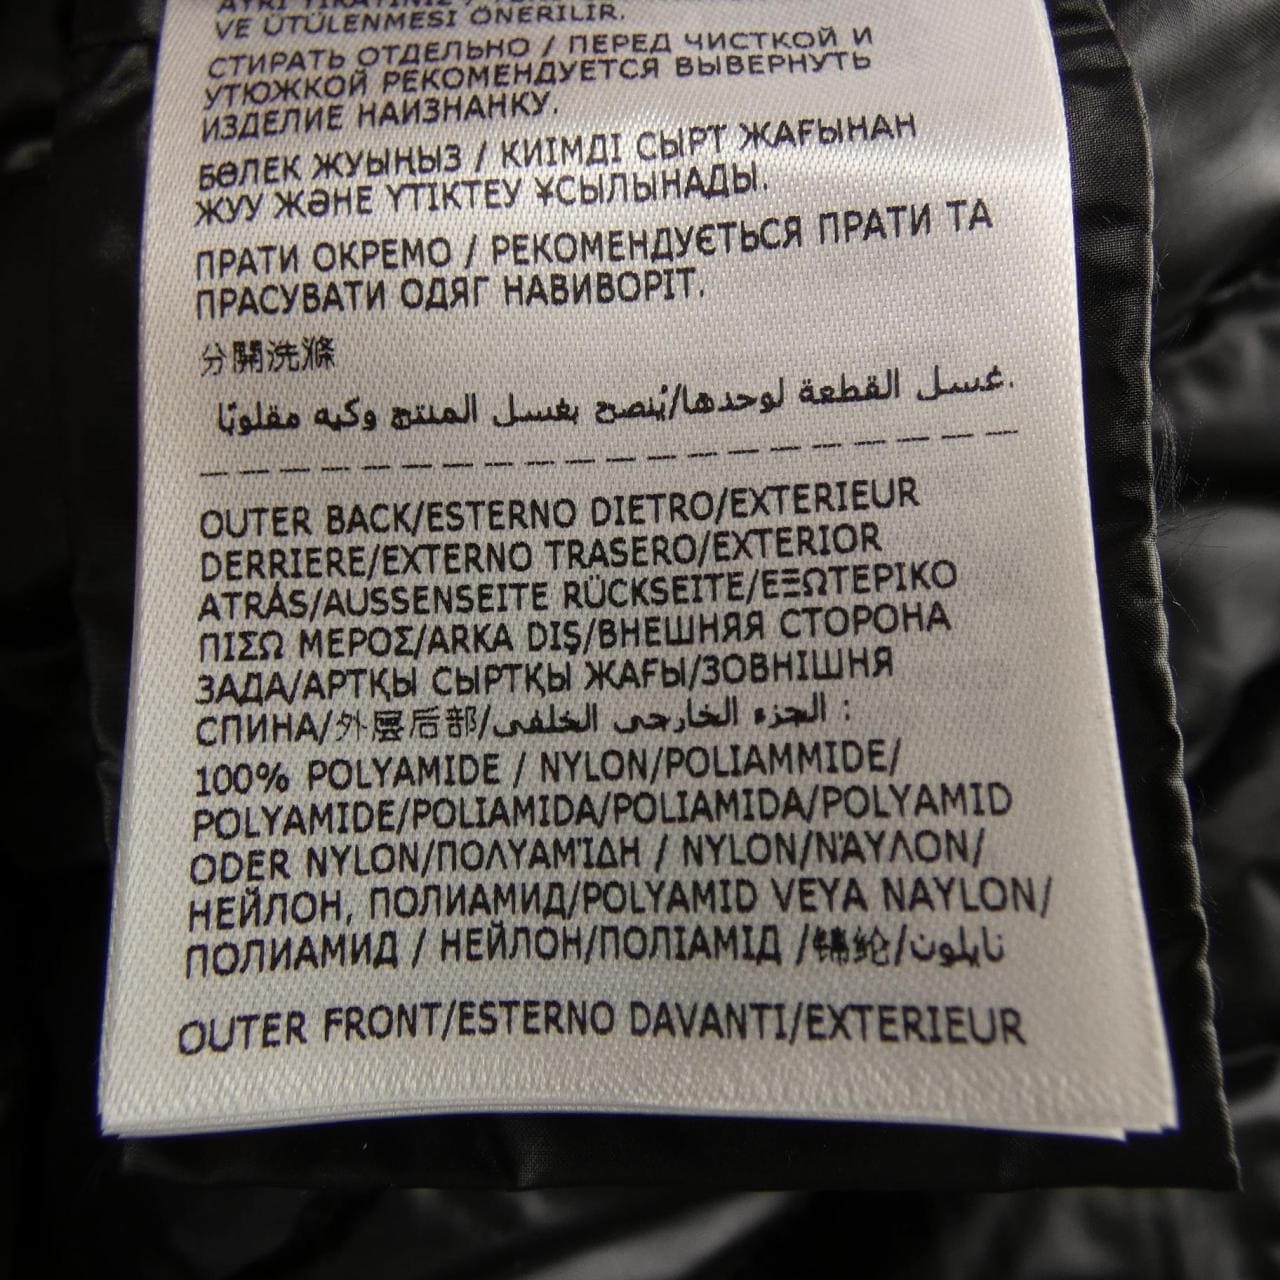 VE ÜTÜLENMESİ ÖNERİLİR.
СТИРАТЬ ОТДЕЛЬНО / ПЕРЕД ЧИСТКОЙ И
УТЮЖКОЙ РЕКОМЕНДУЕТСЯ ВЫВЕРНУТЬ
ИЗДЕЛИЕ НАИЗНАНКУ.
БӨЛЕК ЖУЫҢЫЗ / КИІМДІ СЫРТ ЖАҒЫНАН
ЖУУ ЖӘНЕ ҮТІКТЕУ ҰСЫЛЫНАДЫ.
ПРАТИ ОКРЕМО / РЕКОМЕНДУЄТЬСЯ ПРАТИ ТА
ПРАСУВАТИ ОДЯГ НАВИВОРІТ.
分開洗滌
غسل القطعة لوحدها/يُنصح بغسل المنتج وكيه مقلوبًا.
OUTER BACK/ESTERNO DIETRO/EXTERIEUR
DERRIERE/EXTERNO TRASERO/EXTERIOR
ATRÁS/AUSSENSEITE RÜCKSEITE/ΕΞΩΤΕΡΙΚΟ
ΠΙΣΩ ΜΕΡΟΣ/ARKA DIŞ/ВНЕШНЯЯ СТОРОНА
ЗАДА/АРТҚЫ СЫРТҚЫ ЖАҒЫ/ЗОВНІШНЯ
СПИНА/外层后部/الجزء الخارجي الخلفي :
100% POLYAMIDE / NYLON/POLIAMMIDE/
POLYAMIDE/POLIAMIDA/POLIAMIDA/POLYAMID
ODER NYLON/ΠΟΛΥΑΜΊΔΗ / NYLON/ΝΆΥΛΟΝ/
НЕЙЛОН, ПОЛИАМИД/POLYAMID VEYA NAYLON/
ПОЛИАМИД / НЕЙЛОН/ПОЛІАМІД /锦纶/نايلون
OUTER FRONT/ESTERNO DAVANTI/EXTERIEUR